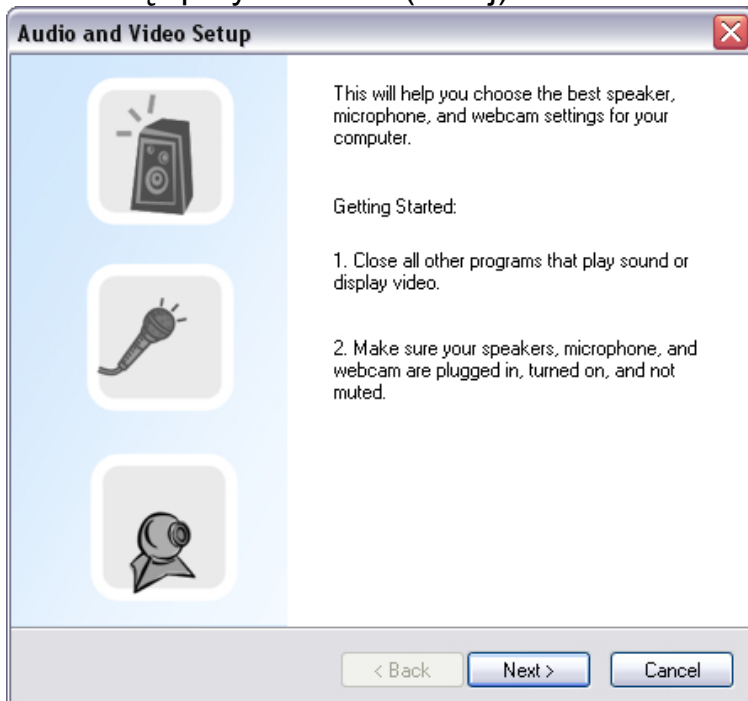 Audio and Video Setup
This will help you choose the best speaker,
microphone, and webcam settings for your
computer.
Getting Started:
1. Close all other programs that play sound or
display video.
2. Make sure your speakers, microphone, and
webcam are plugged in, turned on, and not
muted.
< Back
Next >
Cancel